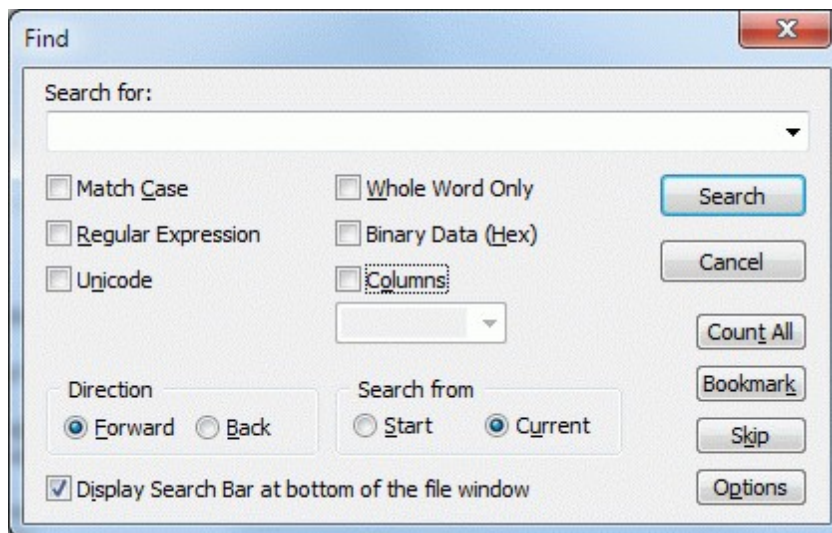 Find
Search for:
Match Case
Whole Word Only
Search
Regular Expression
Binary Data (Hex)
Cancel
Unicode
Columns
Count All
Direction
Search from
Bookmark
Forward
Back
Start
Current
Skip
Display Search Bar at bottom of the file window
Options